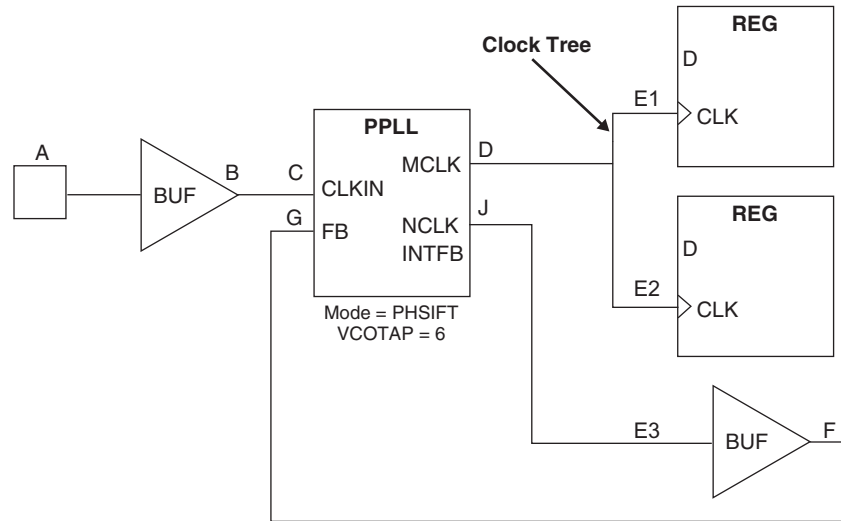 Clock Tree
REG
D
E1
CLK
A
BUF
B
C
PPLL
CLKIN
MCLK
D
G
FB
NCLK
J
INTFB
Mode = PHSIFT
VCOTAP = 6
REG
D
E2
CLK
E3
BUF
F